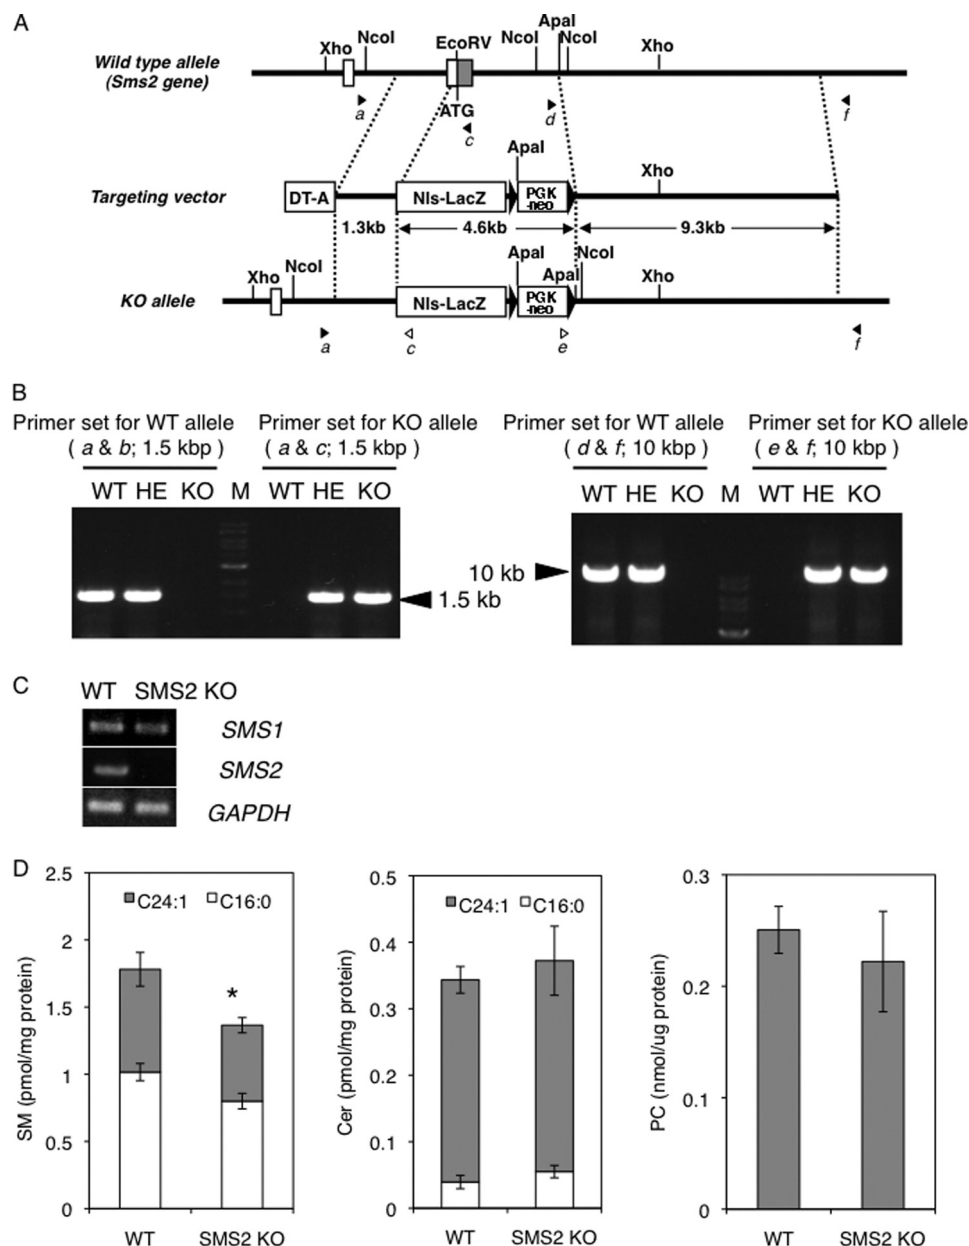 A
Wild type allele
(Sms2 gene)
Xho
NcoI
EcoRV
NcoI
ApaI
NcoI
Xho
a
ATG
c
d
f
Targeting vector
DT-A
Nls-LacZ
ApaI
PGK
-neo
Xho
1.3kb
4.6kb
9.3kb
KO allele
Xho
NcoI
Nls-LacZ
ApaI
PGK
-neo
ApaI
NcoI
Xho
a
c
e
f
B
Primer set for WT allele
( a & b; 1.5 kbp )
Primer set for KO allele
( a & c; 1.5 kbp )
Primer set for WT allele
( d & f; 10 kbp )
Primer set for KO allele
( e & f; 10 kbp )
WT HE KO M WT HE KO
WT HE KO M WT HE KO
10 kb
1.5 kb
C
WT SMS2 KO
SMS1
SMS2
GAPDH
D
SM (pmol/mg protein)
2.5
2
1.5
1
0.5
0
C24:1 C16:0
*
WT SMS2 KO
Cer (pmol/mg protein)
0.5
0.4
0.3
0.2
0.1
0
C24:1 C16:0
WT SMS2 KO
PC (nmol/ug protein)
0.3
0.2
0.1
0
WT SMS2 KO